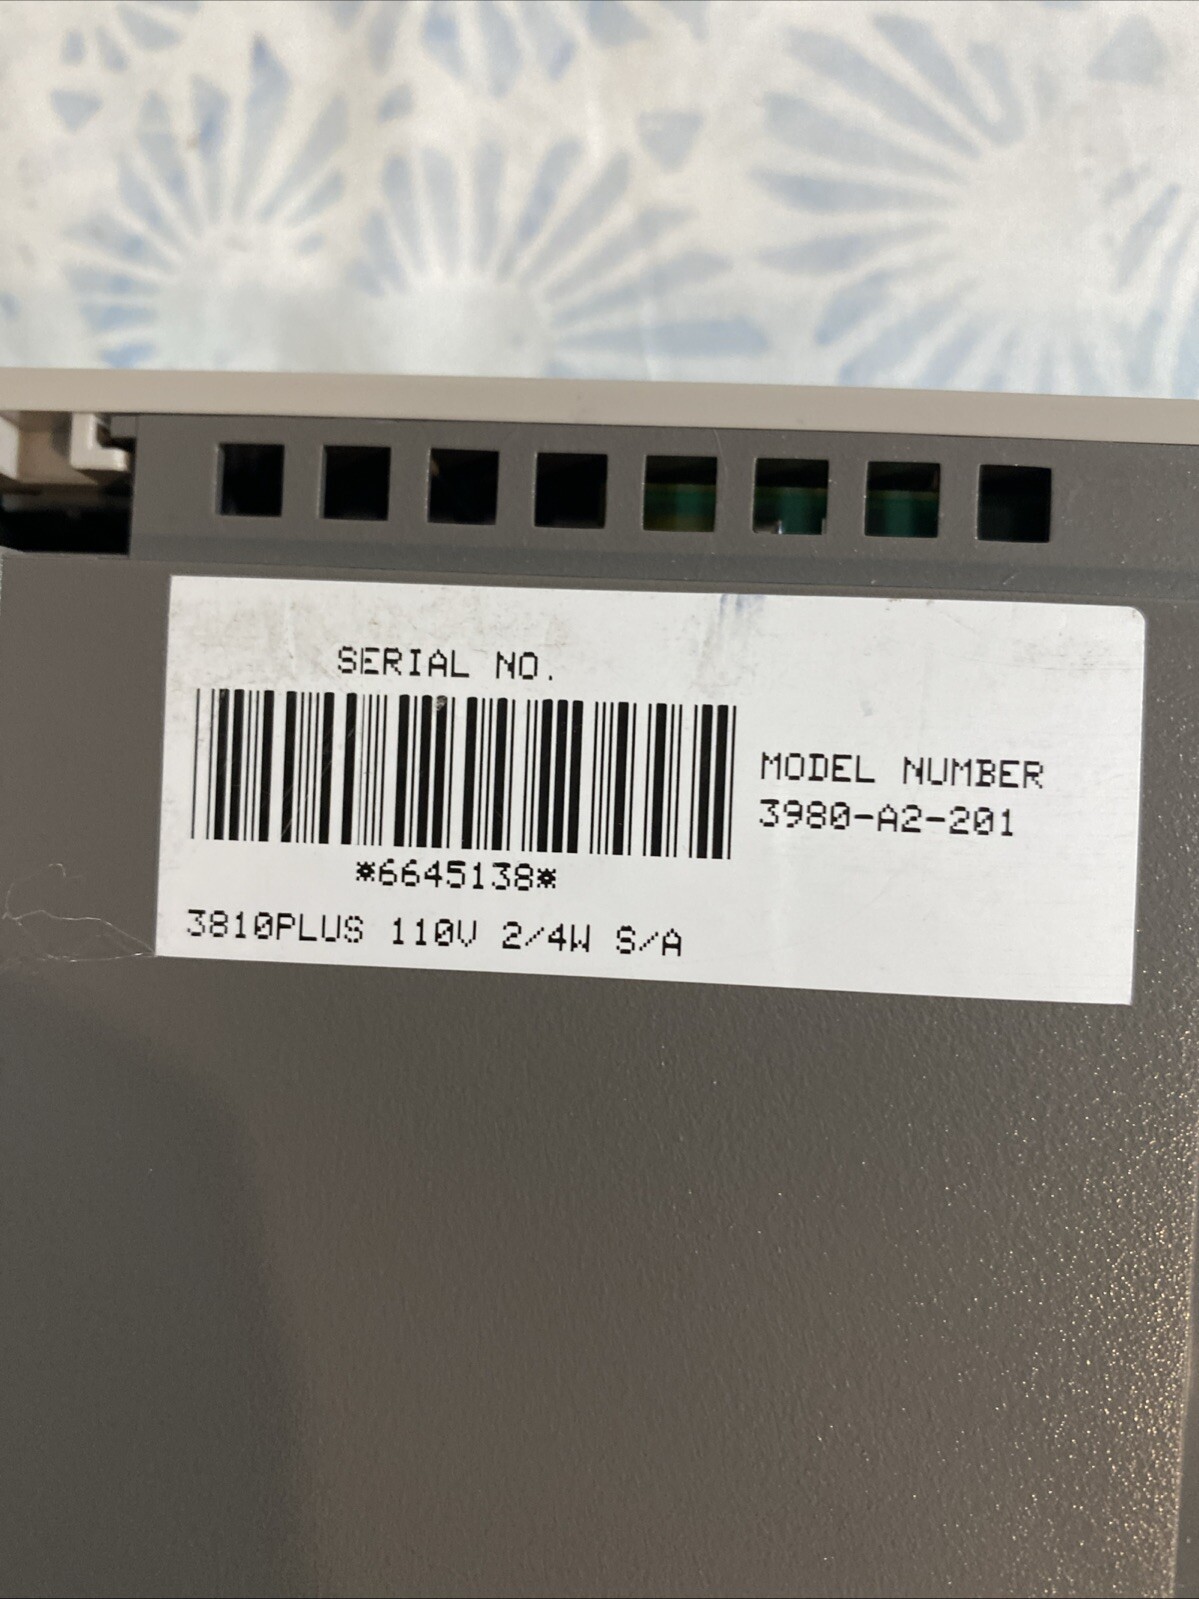 SERIAL NO.
*6645138*
3810PLUS 110V 2/4W S/A
MODEL NUMBER
3980-A2-201